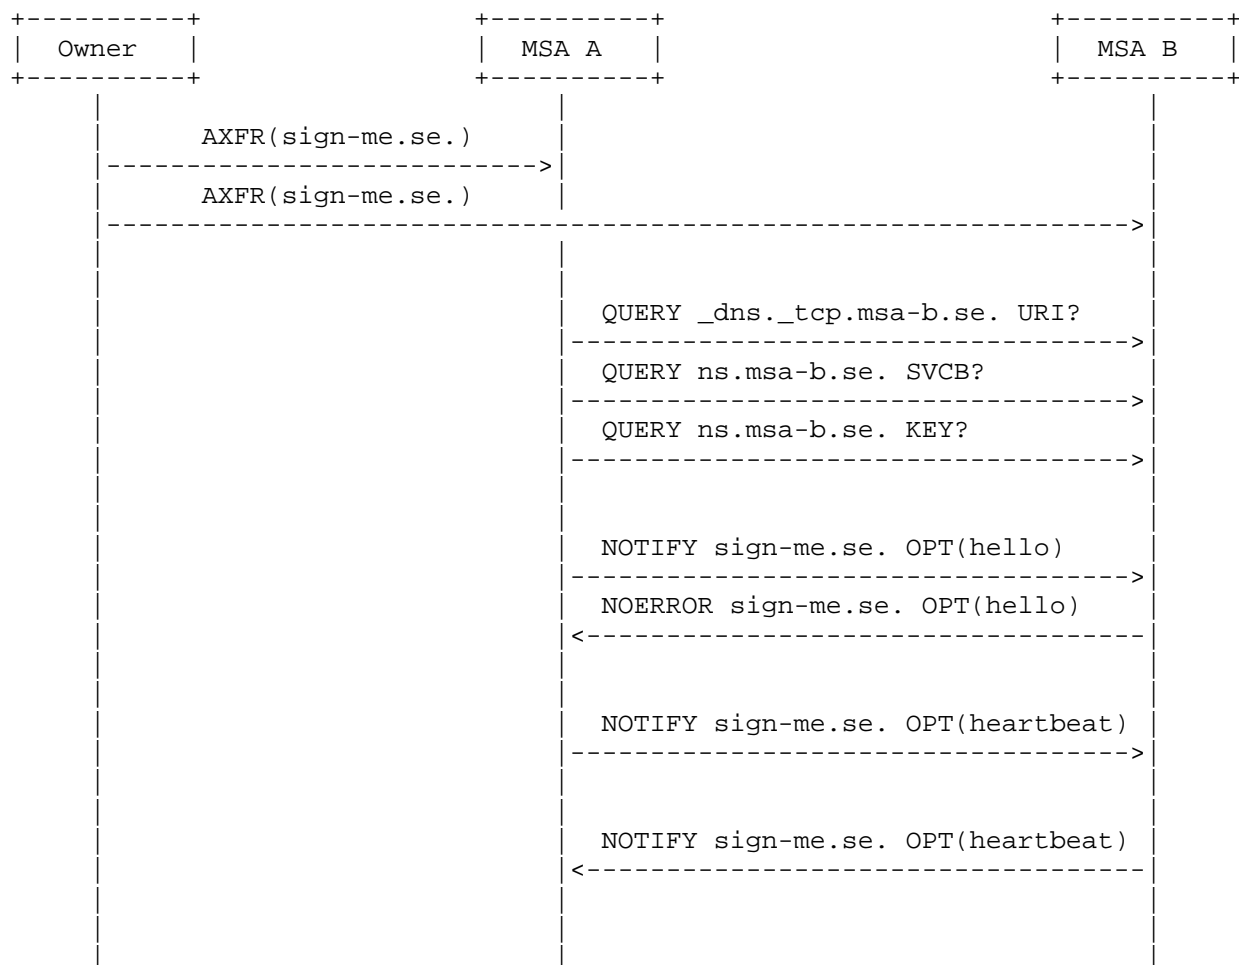 Owner MSA A MSA B
AXFR(sign-me.se.)
AXFR(sign-me.se.)
QUERY _dns._tcp.msa-b.se. URI?
QUERY ns.msa-b.se. SVCB?
QUERY ns.msa-b.se. KEY?
NOTIFY sign-me.se. OPT(hello)
NOERROR sign-me.se. OPT(hello)
NOTIFY sign-me.se. OPT(heartbeat)
NOTIFY sign-me.se. OPT(heartbeat)